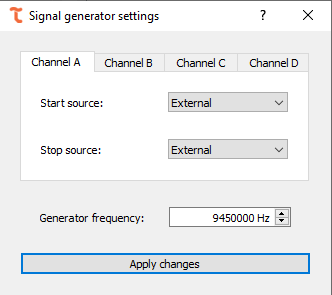 Signal generator settings ?
Channel A Channel B Channel C Channel D
Start source: External
Stop source: External
Generator frequency: 9450000 Hz
Apply changes